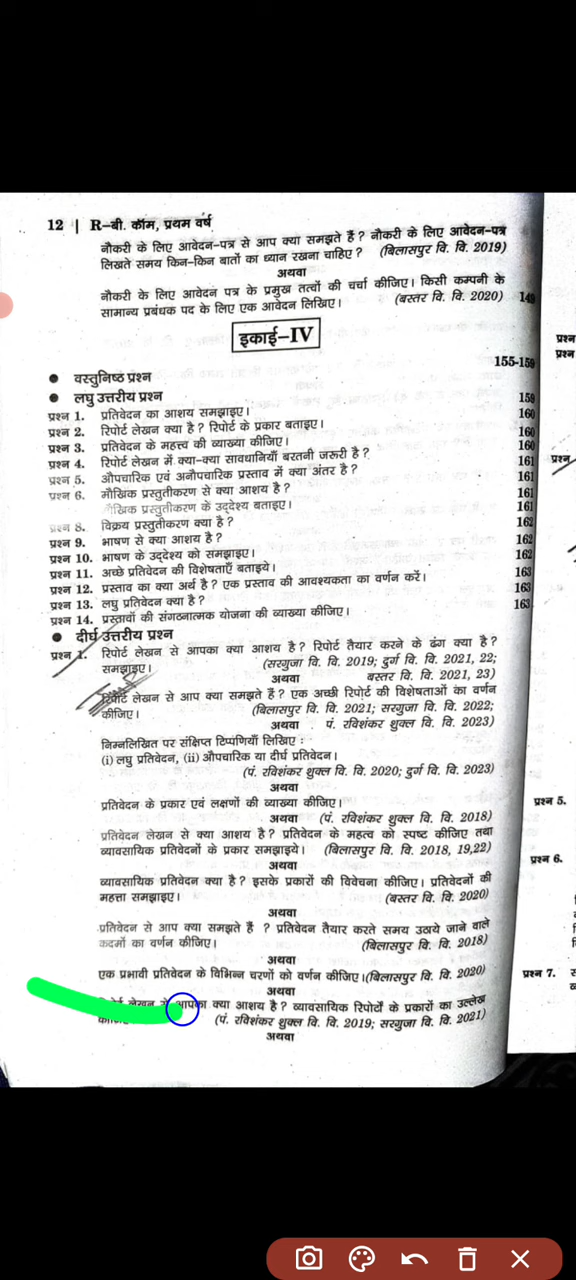 12 | R–बी. कॉम, प्रथम वर्ष
नौकरी के लिए आवेदन-पत्र से आप क्या समझते हैं? नौकरी के लिए आवेदन-पत्र
लिखते समय किन-किन बातों का ध्यान रखना चाहिए? (बिलासपुर वि. वि. 2019)
अथवा
नौकरी के लिए आवेदन पत्र के प्रमुख तत्वों की चर्चा कीजिए। किसी कम्पनी के
सामान्य प्रबंधक पद के लिए एक आवेदन लिखिए। (बस्तर वि. वि. 2020) 149
इकाई–IV
● वस्तुनिष्ठ प्रश्न 155-159
● लघु उत्तरीय प्रश्न
प्रश्न 1. प्रतिवेदन का आशय समझाइए। 159
प्रश्न 2. रिपोर्ट लेखन क्या है? रिपोर्ट के प्रकार बताइए। 160
प्रश्न 3. प्रतिवेदन के महत्त्व की व्याख्या कीजिए। 160
प्रश्न 4. रिपोर्ट लेखन में क्या-क्या सावधानियाँ बरतनी जरूरी है? 160
प्रश्न 5. औपचारिक एवं अनौपचारिक प्रस्ताव में क्या अंतर है? 161
प्रश्न 6. मौखिक प्रस्तुतीकरण से क्या आशय है? 161
मौखिक प्रस्तुतीकरण के उद्देश्य बताइए। 161
प्रश्न 8. विक्रय प्रस्तुतीकरण क्या है? 161
प्रश्न 9. भाषण से क्या आशय है? 162
प्रश्न 10. भाषण के उद्देश्य को समझाइए। 162
प्रश्न 11. अच्छे प्रतिवेदन की विशेषताएँ बताइये। 162
प्रश्न 12. प्रस्ताव का क्या अर्थ है? एक प्रस्ताव की आवश्यकता का वर्णन करें। 163
प्रश्न 13. लघु प्रतिवेदन क्या है? 163
प्रश्न 14. प्रस्तावों की संगठनात्मक योजना की व्याख्या कीजिए। 163
● दीर्घ उत्तरीय प्रश्न
प्रश्न 1. रिपोर्ट लेखन से आपका क्या आशय है? रिपोर्ट तैयार करने के ढंग क्या है?
समझाइए। (सरगुजा वि. वि. 2019; दुर्ग वि. वि. 2021, 22;
अथवा बस्तर वि. वि. 2021, 23)
रिपोर्ट लेखन से आप क्या समझते हैं? एक अच्छी रिपोर्ट की विशेषताओं का वर्णन
कीजिए। (बिलासपुर वि. वि. 2021; सरगुजा वि. वि. 2022;
अथवा पं. रविशंकर शुक्ल वि. वि. 2023)
निम्नलिखित पर संक्षिप्त टिप्पणियाँ लिखिए :
(i) लघु प्रतिवेदन, (ii) औपचारिक या दीर्घ प्रतिवेदन।
(पं. रविशंकर शुक्ल वि. वि. 2020; दुर्ग वि. वि. 2023)
अथवा
प्रतिवेदन के प्रकार एवं लक्षणों की व्याख्या कीजिए।
अथवा (पं. रविशंकर शुक्ल वि. वि. 2018)
प्रतिवेदन लेखन से क्या आशय है? प्रतिवेदन के महत्व को स्पष्ट कीजिए तथा
व्यावसायिक प्रतिवेदनों के प्रकार समझाइये। (बिलासपुर वि. वि. 2018, 19,22)
अथवा
व्यावसायिक प्रतिवेदन क्या है? इसके प्रकारों की विवेचना कीजिए। प्रतिवेदनों की
महत्ता समझाइए। (बस्तर वि. वि. 2020)
अथवा
प्रतिवेदन से आप क्या समझते हैं ? प्रतिवेदन तैयार करते समय उठाये जाने वाले
कदमों का वर्णन कीजिए। (बिलासपुर वि. वि. 2018)
अथवा
एक प्रभावी प्रतिवेदन के विभिन्न चरणों को वर्णन कीजिए।(बिलासपुर वि. वि. 2020)
अथवा
लेखन से आपका क्या आशय है? व्यावसायिक रिपोर्टों के प्रकारों का उल्लेख
(पं. रविशंकर शुक्ल वि. वि. 2019; सरगुजा वि. वि. 2021)
अथवा
प्रश्न
प्रश्न
प्रश्न
प्रश्न 5.
प्रश्न 6.
प्रश्न 7.